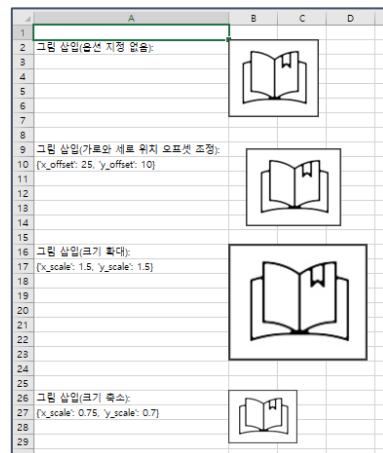 A B C D
1
2 그림 삽입(옵션 지정 없음):
3
4
5
6
7
8
9 그림 삽입(가로와 세로 위치 오프셋 조정):
10 {'x_offset': 25, 'y_offset': 10}
11
12
13
14
15
16 그림 삽입(크기 확대):
17 {'x_scale': 1.5, 'y_scale': 1.5}
18
19
20
21
22
23
24
25
26 그림 삽입(크기 축소):
27 {'x_scale': 0.75, 'y_scale': 0.7}
28
29